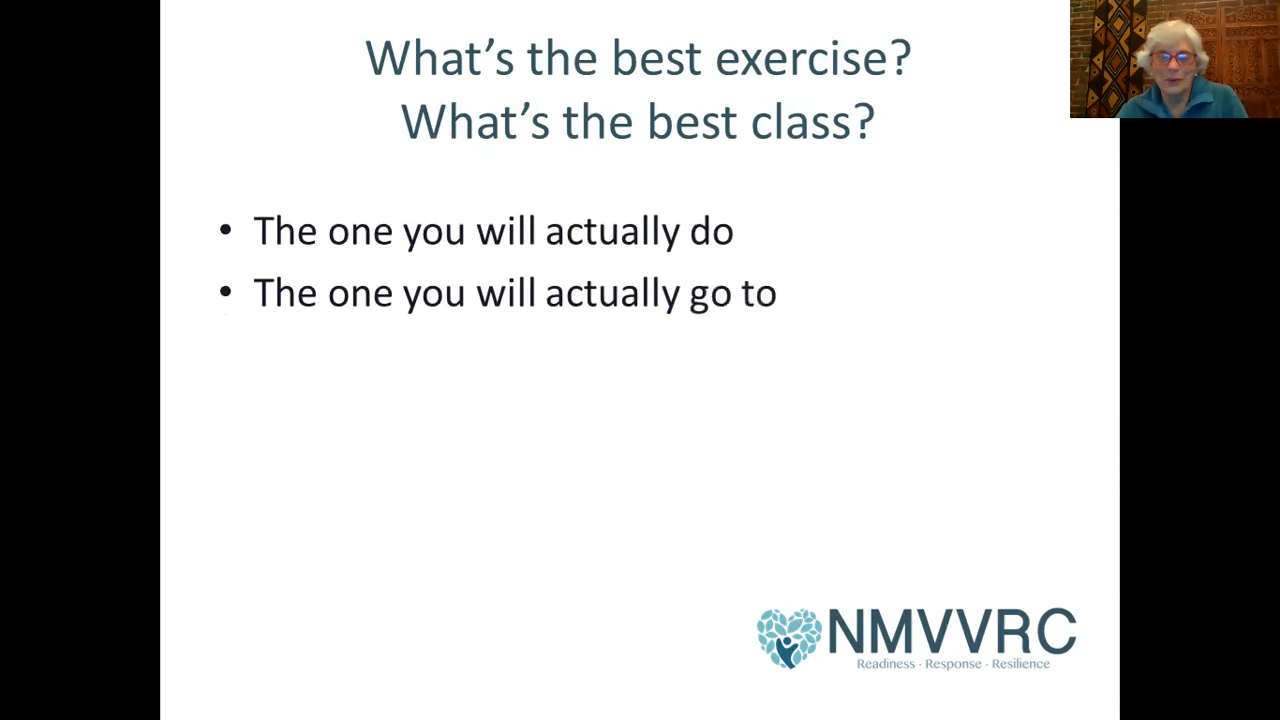 What's the best exercise?
What's the best class?
• The one you will actually do
• The one you will actually go to
NMVVRC
Readiness · Response · Resilience